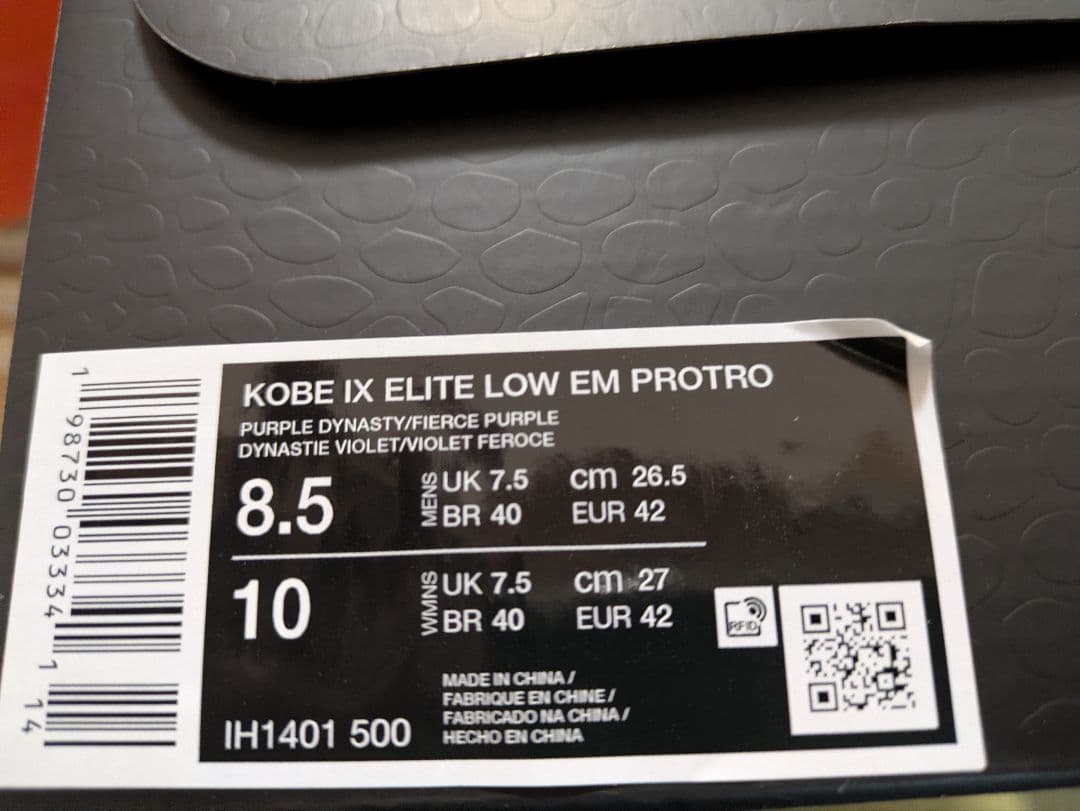 KOBE IX ELITE LOW EM PROTRO
PURPLE DYNASTY/FIERCE PURPLE
DYNASTIE VIOLET/VIOLET FEROCE
8.5 MENS UK 7.5 cm 26.5
BR 40 EUR 42
10 WMNS UK 7.5 cm 27
BR 40 EUR 42
RFID
MADE IN CHINA /
FABRIQUE EN CHINE /
FABRICADO NA CHINA /
HECHO EN CHINA
IH1401 500
1 98730 03334 1 14